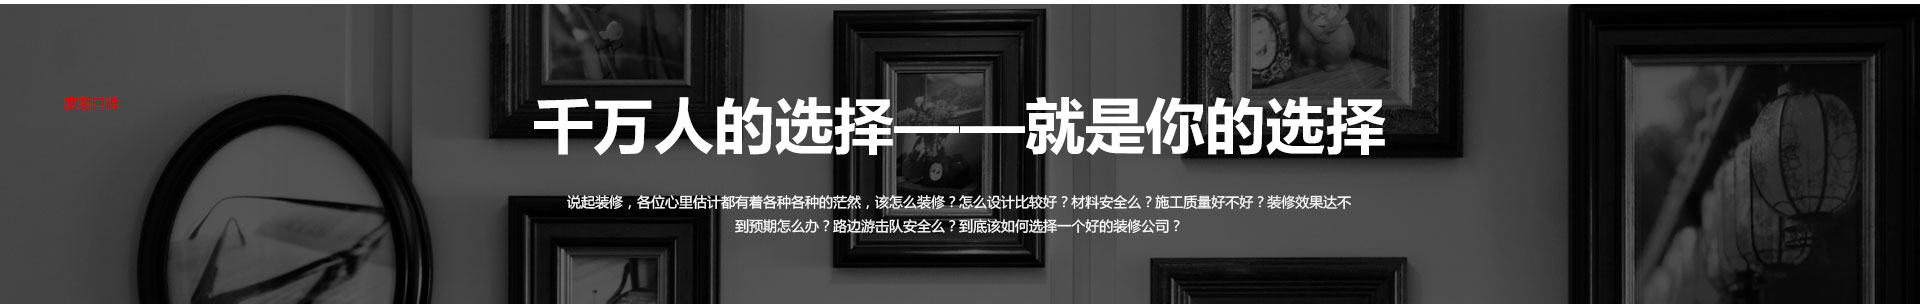 千万人的选择——就是你的选择
说起装修，各位心里估计都有着各种各种的茫然，该怎么装修？怎么设计比较好？材料安全么？施工质量好不好？装修效果达不
到预期怎么办？路边游击队安全么？到底该如何选择一个好的装修公司？